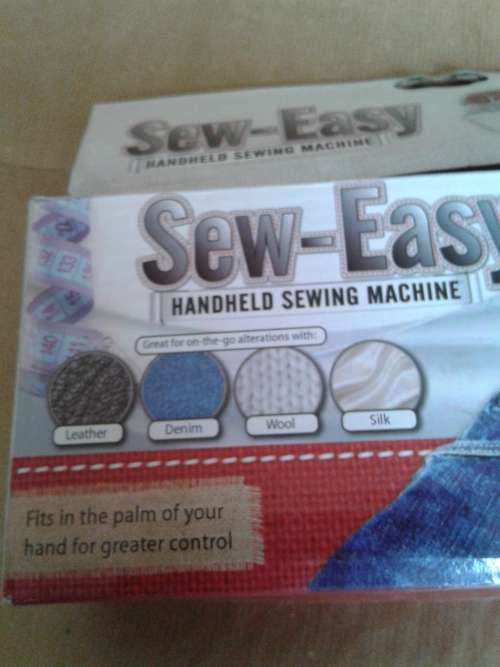 Sew-Easy
HANDHELD SEWING MACHINE
Sew-Easy
HANDHELD SEWING MACHINE
Great for on-the-go alterations with:
Leather
Denim
Wool
Silk
Fits in the palm of your
hand for greater control